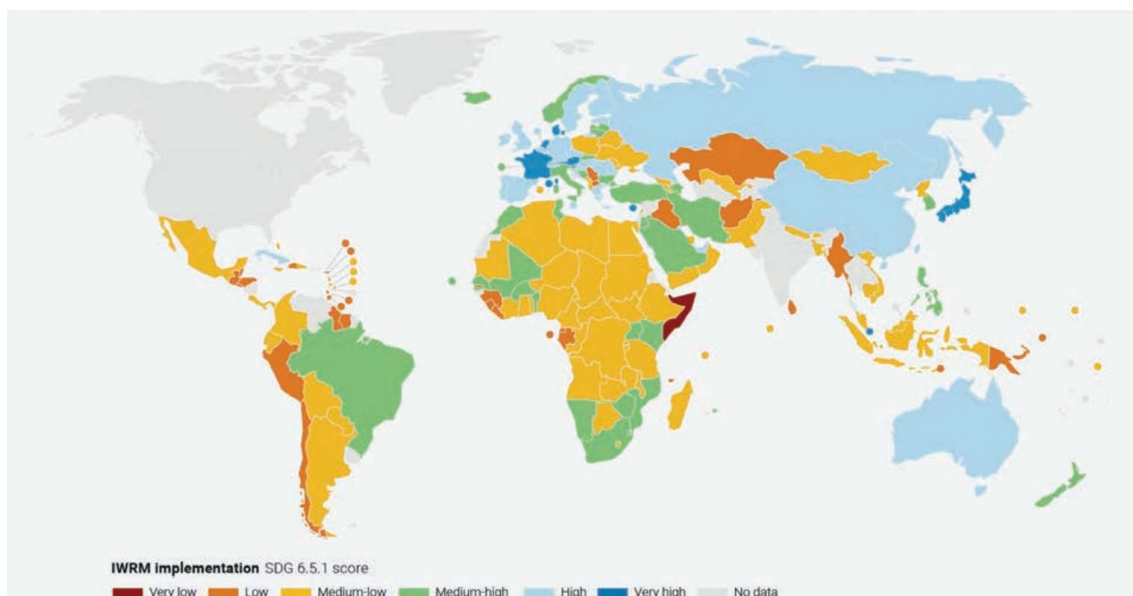 IWRM implementation SDG 6.5.1 score
Very low Low Medium-low Medium-high High Very high No data